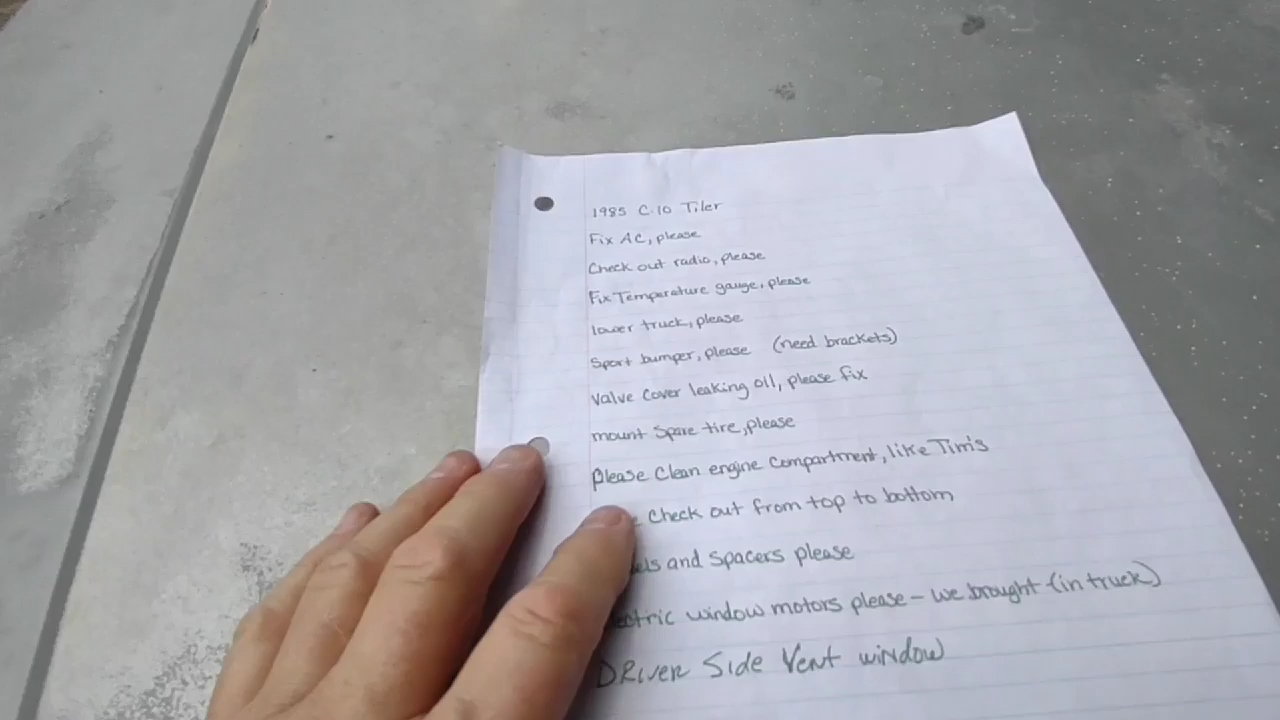 1985 C-10 Tiler
Fix AC, please
Check out radio, please
Fix Temperature gauge, please
lower truck, please
Sport bumper, please (need brackets)
Valve cover leaking oil, please fix
mount Spare tire, please
please Clean engine compartment, like Tim's
check out from top to bottom
and spacers please
window motors please - we brought (in truck)
DRiver Side Vent window